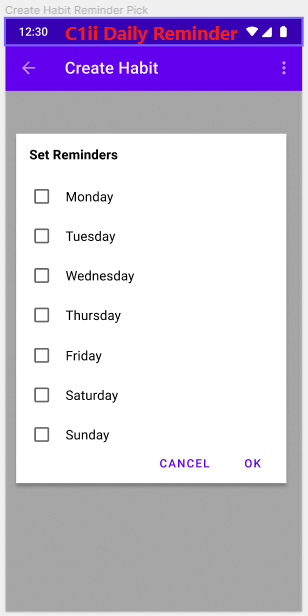 Create Habit Reminder Pick
12:30 C1ii Daily Reminder
Create Habit
Set Reminders
Monday
Tuesday
Wednesday
Thursday
Friday
Saturday
Sunday
CANCEL OK